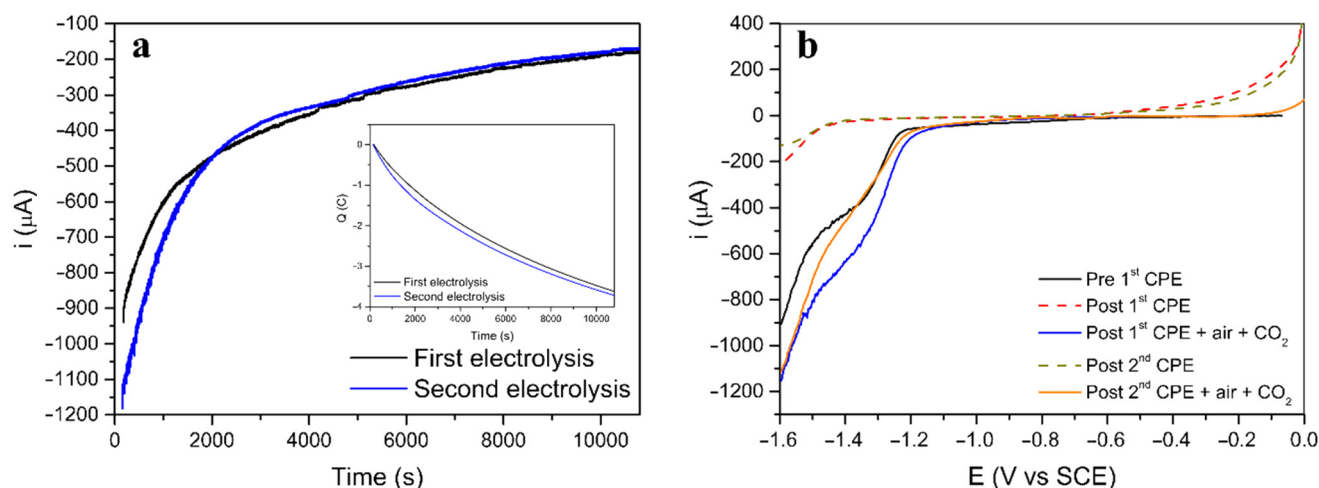 a
i (µA)
−100
−200
−300
−400
−500
−600
−700
−800
−900
−1000
−1100
−1200
0 2000 4000 6000 8000 10000
Time (s)
First electrolysis
Second electrolysis
Q (C)
0
−1
−2
−3
−4
0 2000 4000 6000 8000 10000
Time (s)
First electrolysis
Second electrolysis
b
i (µA)
400
200
0
−200
−400
−600
−800
−1000
−1200
−1.6 −1.4 −1.2 −1.0 −0.8 −0.6 −0.4 −0.2 0.0
E (V vs SCE)
Pre 1st CPE
Post 1st CPE
Post 1st CPE + air + CO2
Post 2nd CPE
Post 2nd CPE + air + CO2